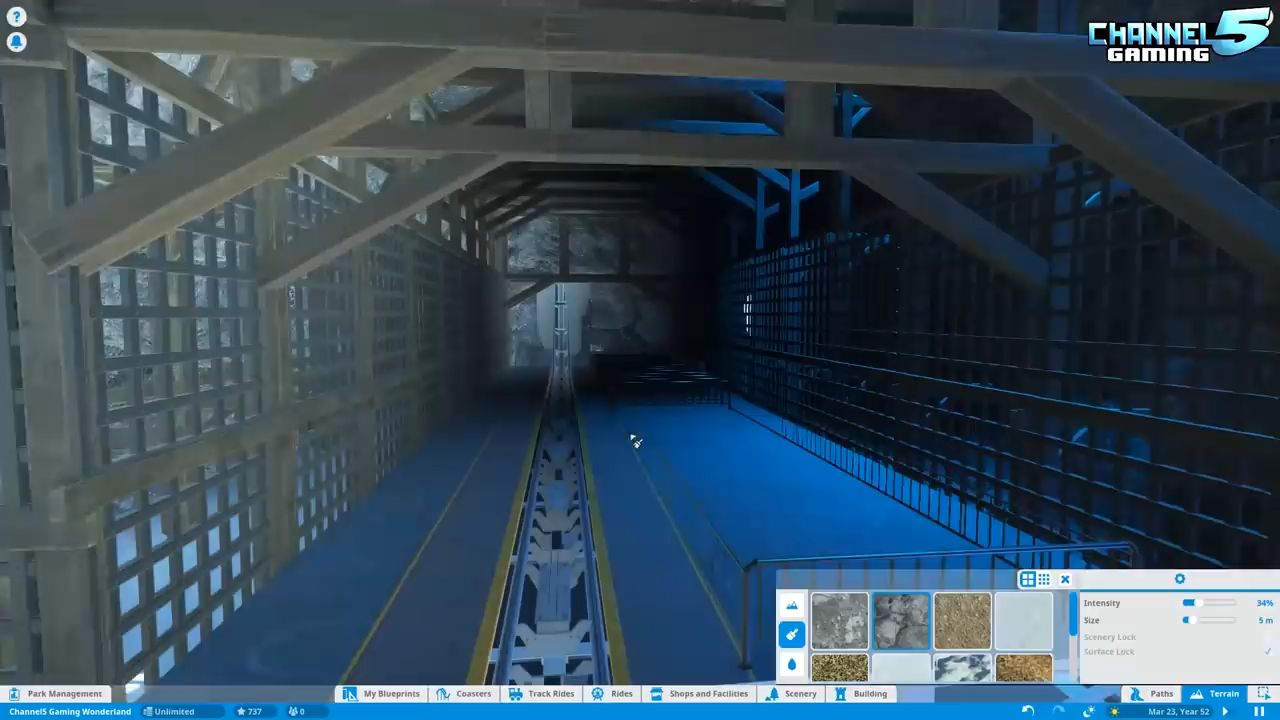 ?
CHANNEL 5
GAMING
Intensity 34%
Size 5 m
Scenery Lock
Surface Lock
Park Management My Blueprints Coasters Track Rides Rides Shops and Facilities Scenery Building Paths Terrain
Channel5 Gaming Wonderland Unlimited 737 0 Mar 23, Year 52